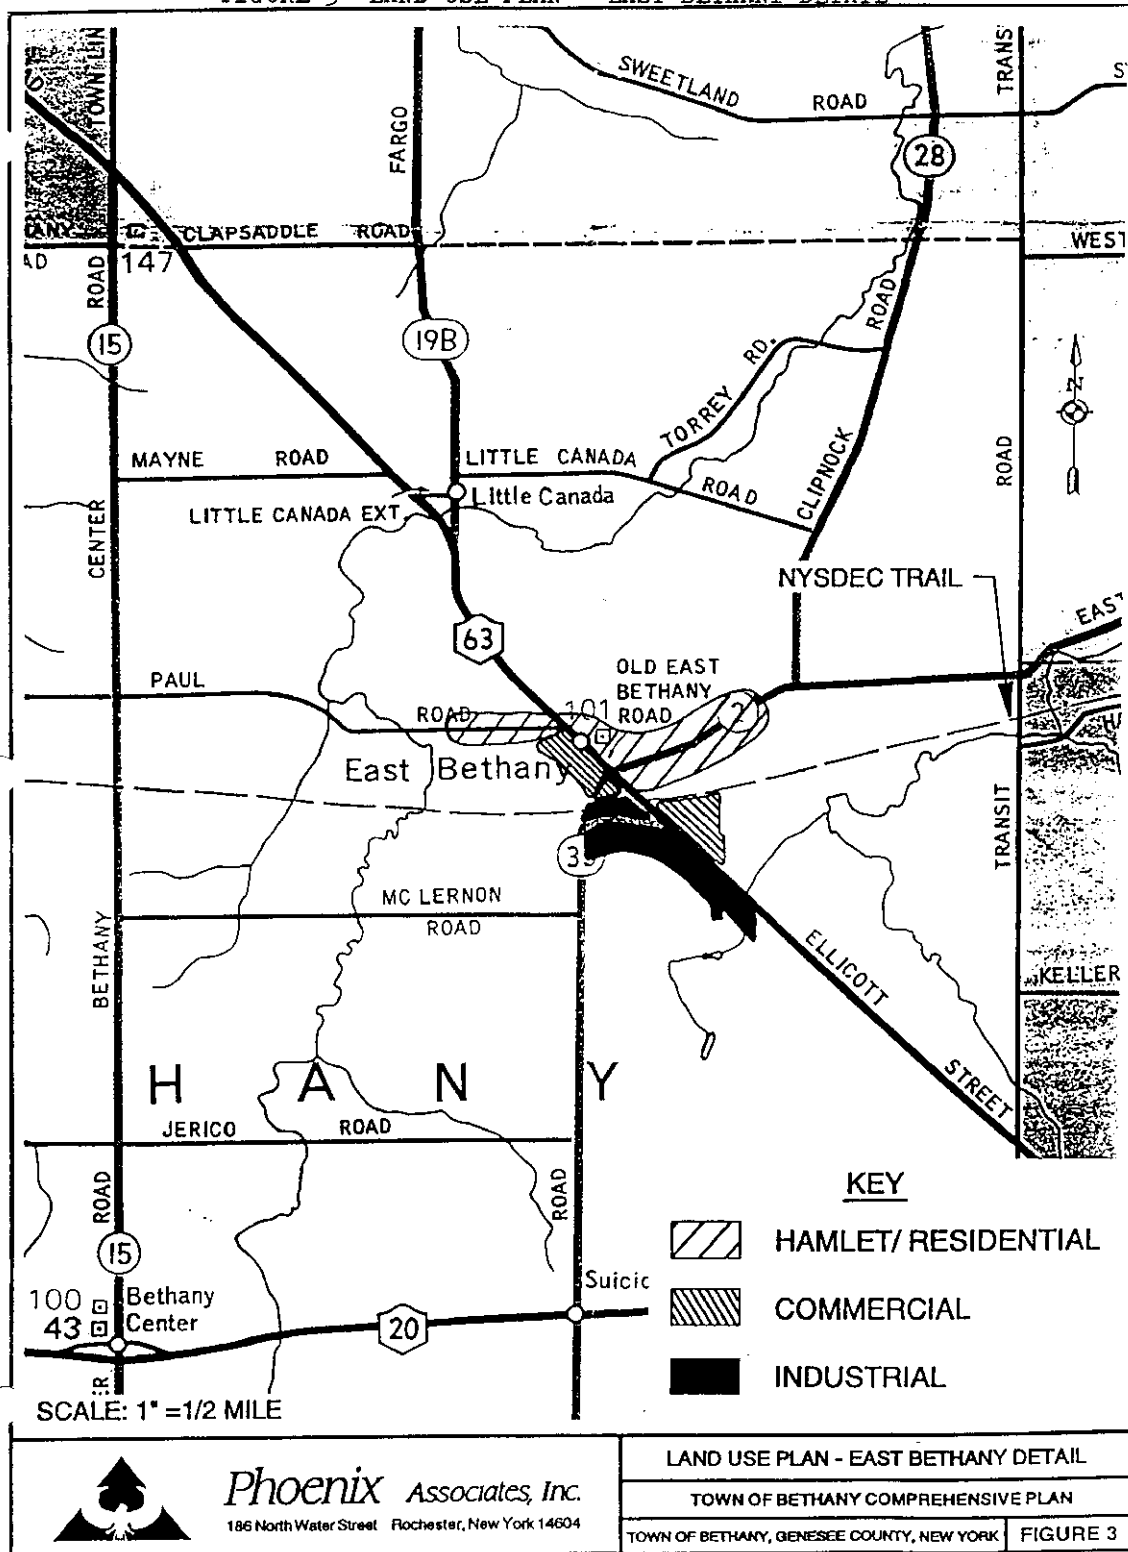 SWEETLAND ROAD
TOWN LIN
FARGO
TRANS
28
CLAPSADDLE ROAD
147
WEST
ROAD
15
19B
ROAD
TORREY RD.
MAYNE ROAD
LITTLE CANADA ROAD
CLIPNOCK
ROAD
N
Little Canada
LITTLE CANADA EXT
CENTER
NYSDEC TRAIL
EAST
63
PAUL ROAD
OLD EAST
BETHANY
ROAD
101
2
East Bethany
TRANSIT
MC LERNON
ROAD
BETHANY
ELLICOTT
STREET
KELLER
H A N Y
JERICO ROAD
ROAD
ROAD
15
KEY
HAMLET/ RESIDENTIAL
COMMERCIAL
INDUSTRIAL
100
43
Bethany
Center
20
SCALE: 1" =1/2 MILE
Phoenix Associates, Inc.
186 North Water Street Rochester, New York 14604
LAND USE PLAN - EAST BETHANY DETAIL
TOWN OF BETHANY COMPREHENSIVE PLAN
TOWN OF BETHANY, GENESEE COUNTY, NEW YORK
FIGURE 3